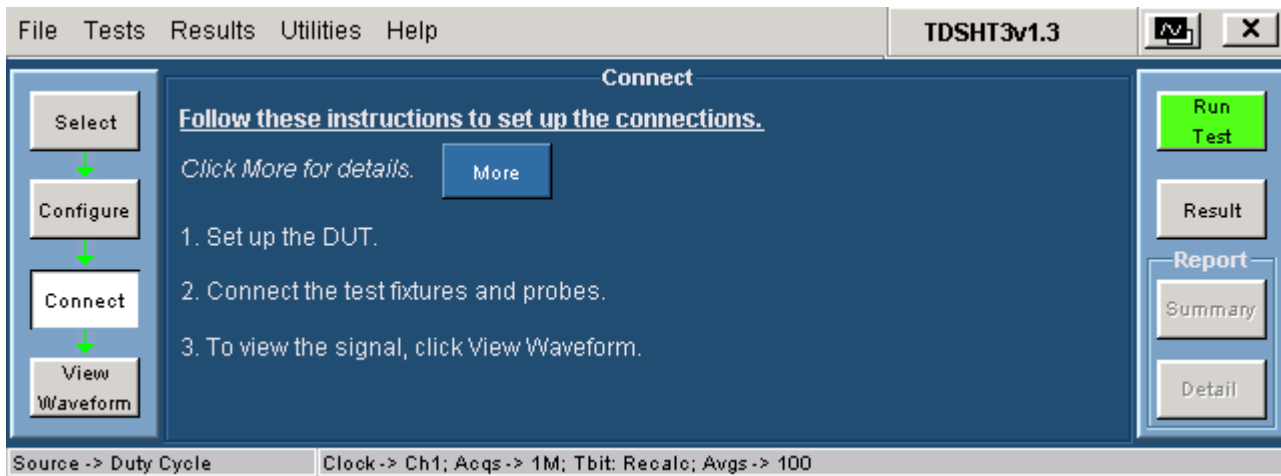 File Tests Results Utilities Help TDSHT3v1.3
Select
Configure
Connect
View
Waveform
Connect
Follow these instructions to set up the connections.
Click More for details. More
1. Set up the DUT.
2. Connect the test fixtures and probes.
3. To view the signal, click View Waveform.
Run
Test
Result
Report
Summary
Detail
Source -> Duty Cycle Clock -> Ch1; Acqs -> 1M; Tbit: Recalc; Avgs -> 100